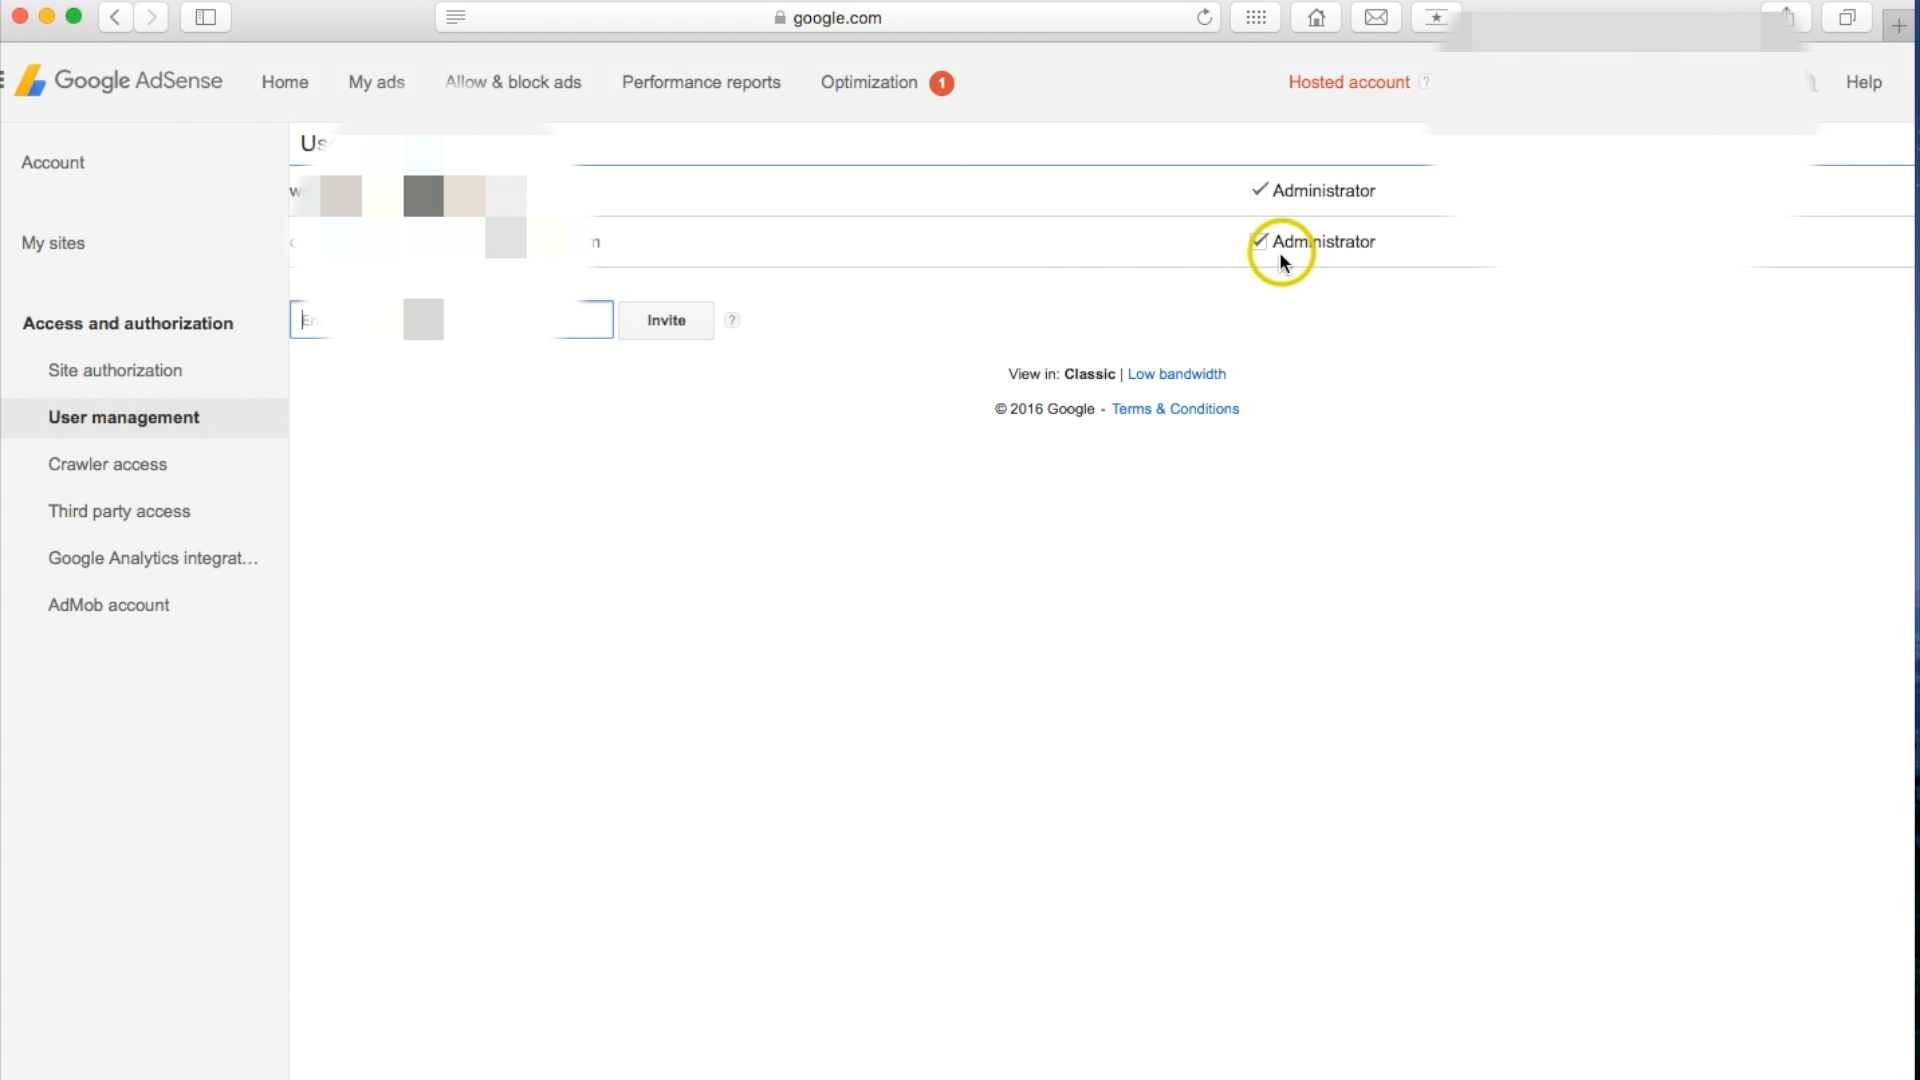 google.com
Google AdSense Home My ads Allow & block ads Performance reports Optimization 1 Hosted account ? Help
Account
My sites
Access and authorization
Site authorization
User management
Crawler access
Third party access
Google Analytics integrat...
AdMob account
Administrator
Administrator
Invite ?
View in: Classic | Low bandwidth
© 2016 Google - Terms & Conditions